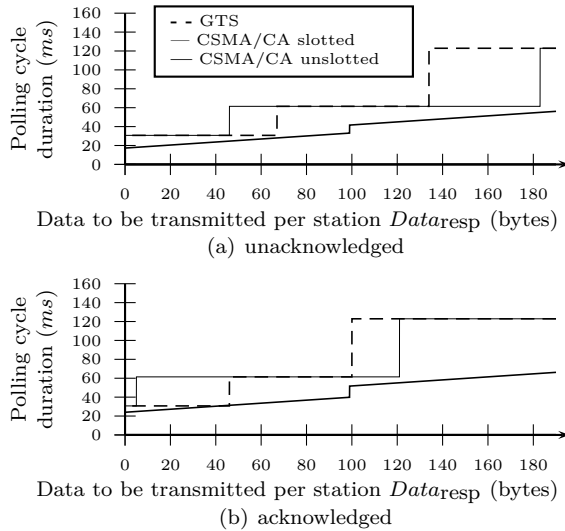 GTS
CSMA/CA slotted
CSMA/CA unslotted
Polling cycle
duration (ms)
160
140
120
100
80
60
40
20
0
0 20 40 60 80 100 120 140 160 180
Data to be transmitted per station Dataresp (bytes)
(a) unacknowledged
Polling cycle
duration (ms)
160
140
120
100
80
60
40
20
0
0 20 40 60 80 100 120 140 160 180
Data to be transmitted per station Dataresp (bytes)
(b) acknowledged